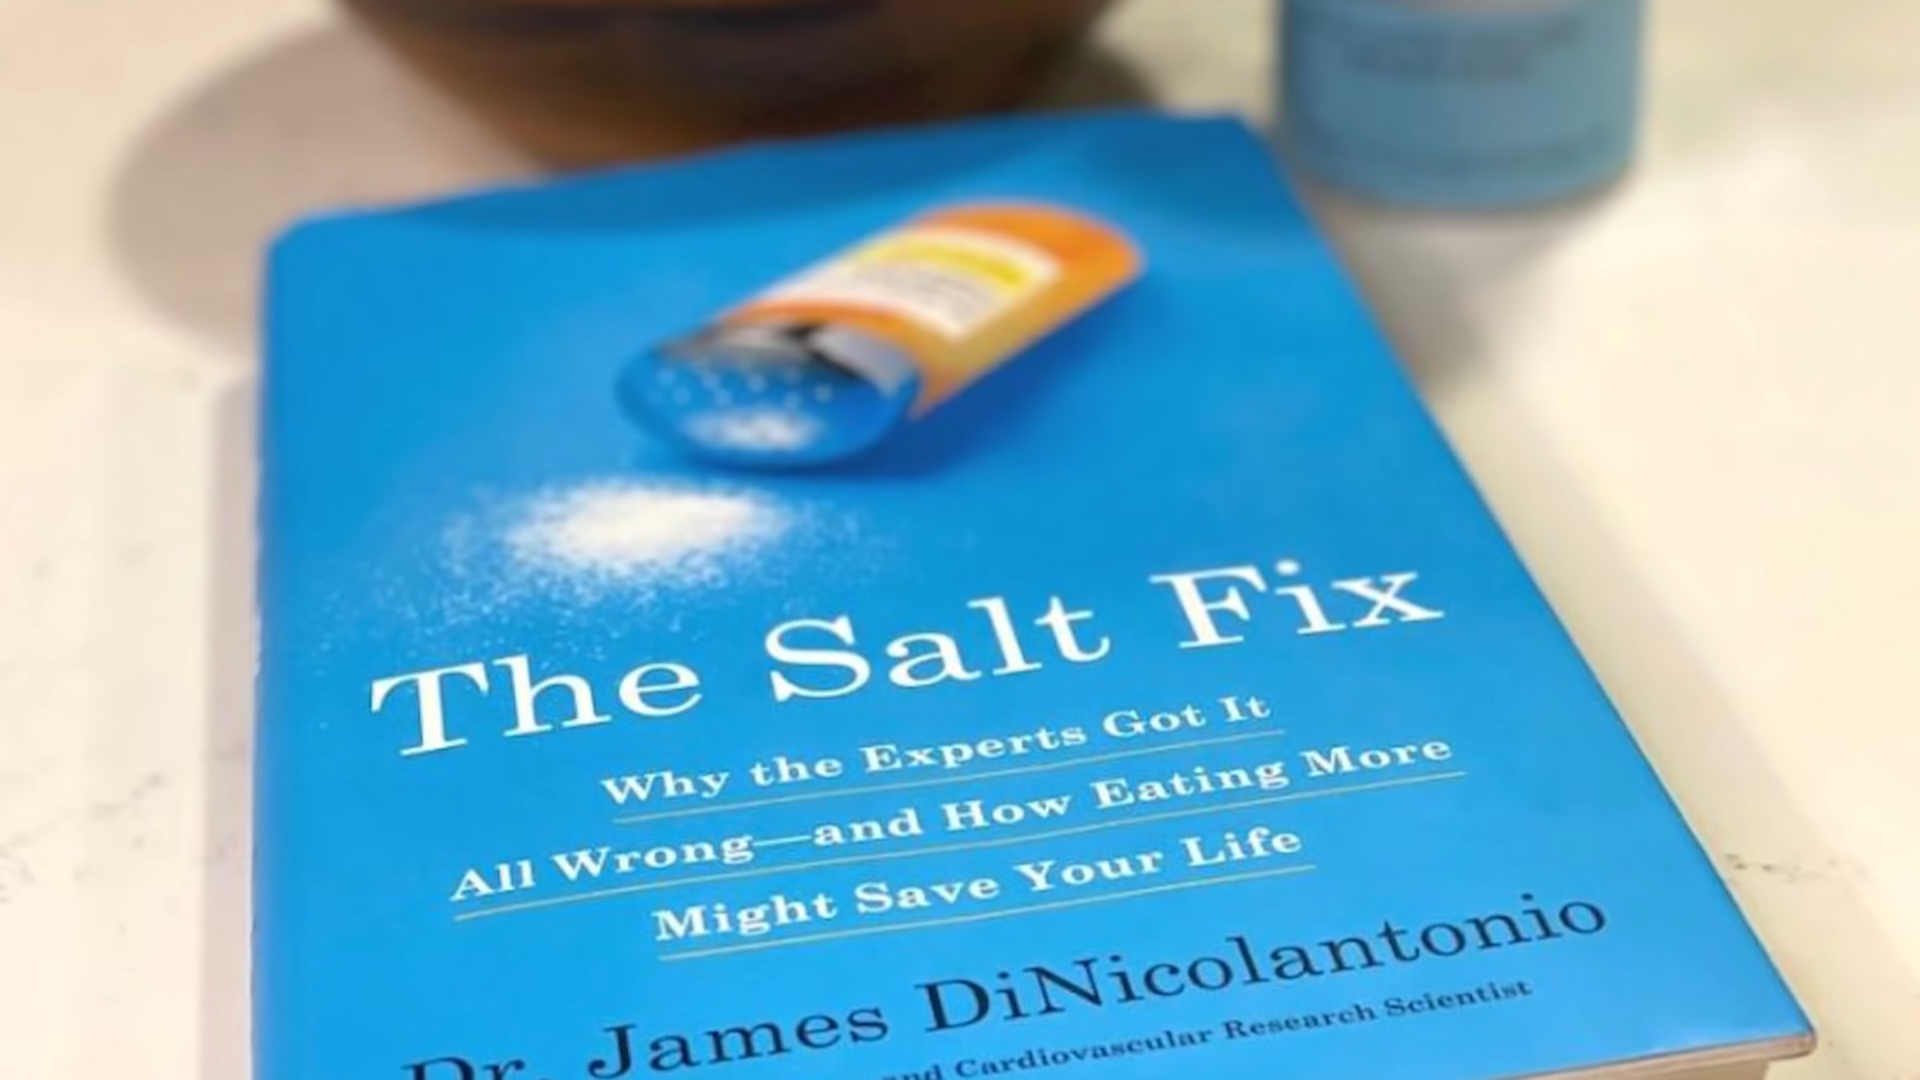 The Salt Fix
Why the Experts Got It
All Wrong—and How Eating More
Might Save Your Life
Dr. James DiNicolantonio
and Cardiovascular Research Scientist